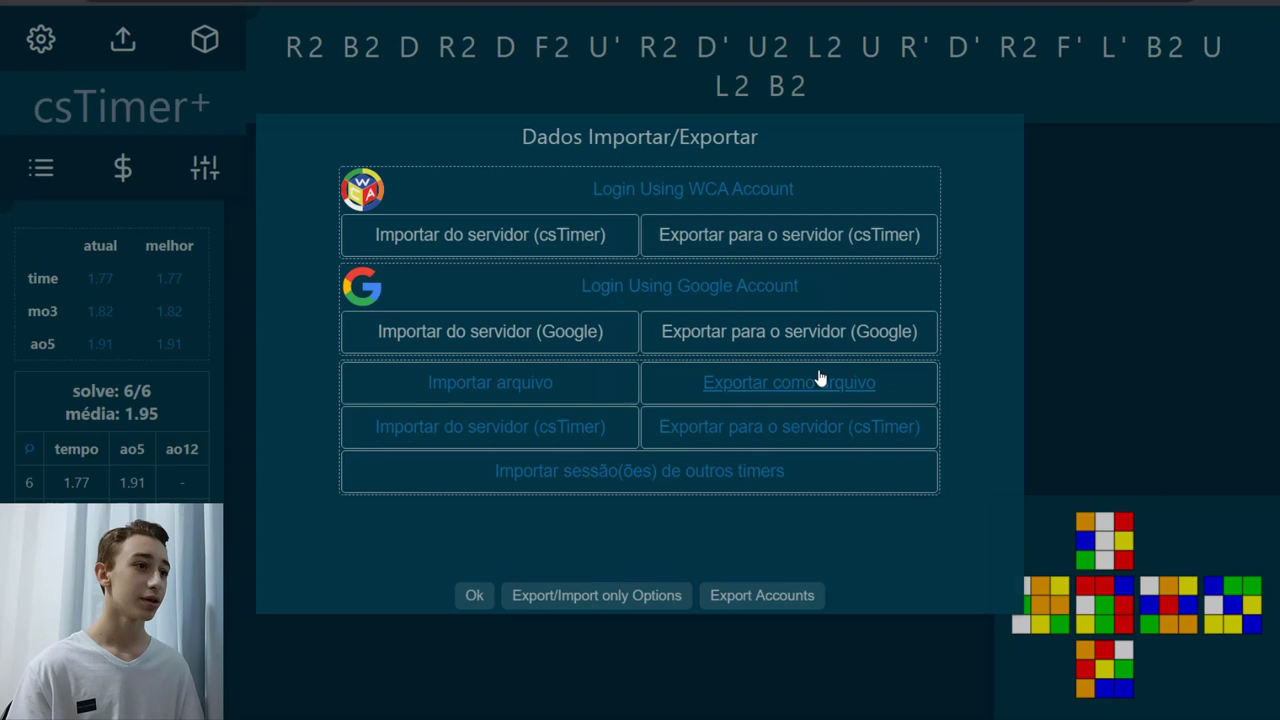 R2 B2 D R2 D F2 U' R2 D' U2 L2 U R' D' R2 F' L' B2 U
L2 B2
csTimer+
Dados Importar/Exportar
W
C A
Login Using WCA Account
Importar do servidor (csTimer)
Exportar para o servidor (csTimer)
Login Using Google Account
Importar do servidor (Google)
Exportar para o servidor (Google)
Importar arquivo
Exportar como arquivo
Importar do servidor (csTimer)
Exportar para o servidor (csTimer)
Importar sessão(ões) de outros timers
Ok
Export/Import only Options
Export Accounts
atual melhor
time 1.77 1.77
mo3 1.82 1.82
ao5 1.91 1.91
solve: 6/6
média: 1.95
tempo ao5 ao12
6 1.77 1.91 -